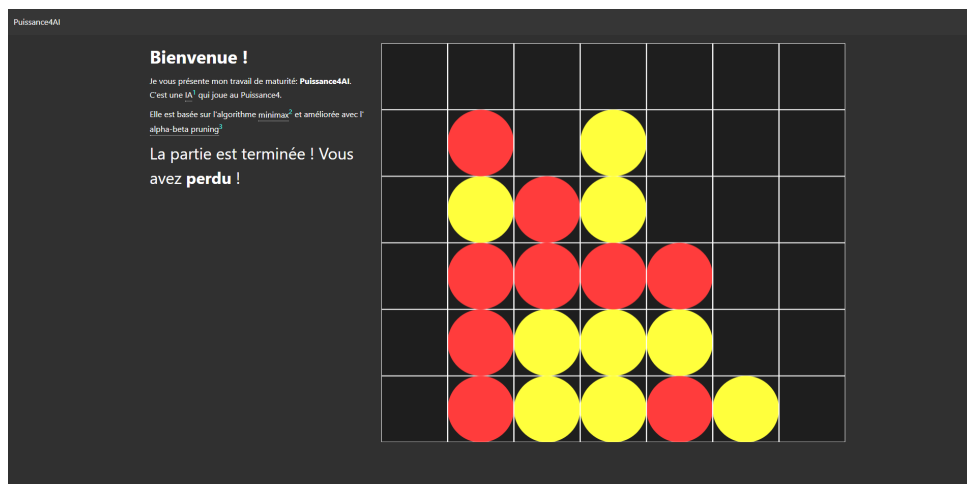 Puissance4AI
Bienvenue !
Je vous présente mon travail de maturité: Puissance4AI.
C'est une IA¹ qui joue au Puissance4.
Elle est basée sur l'algorithme minimax² et améliorée avec l'
alpha-beta pruning³
La partie est terminée ! Vous
avez perdu !